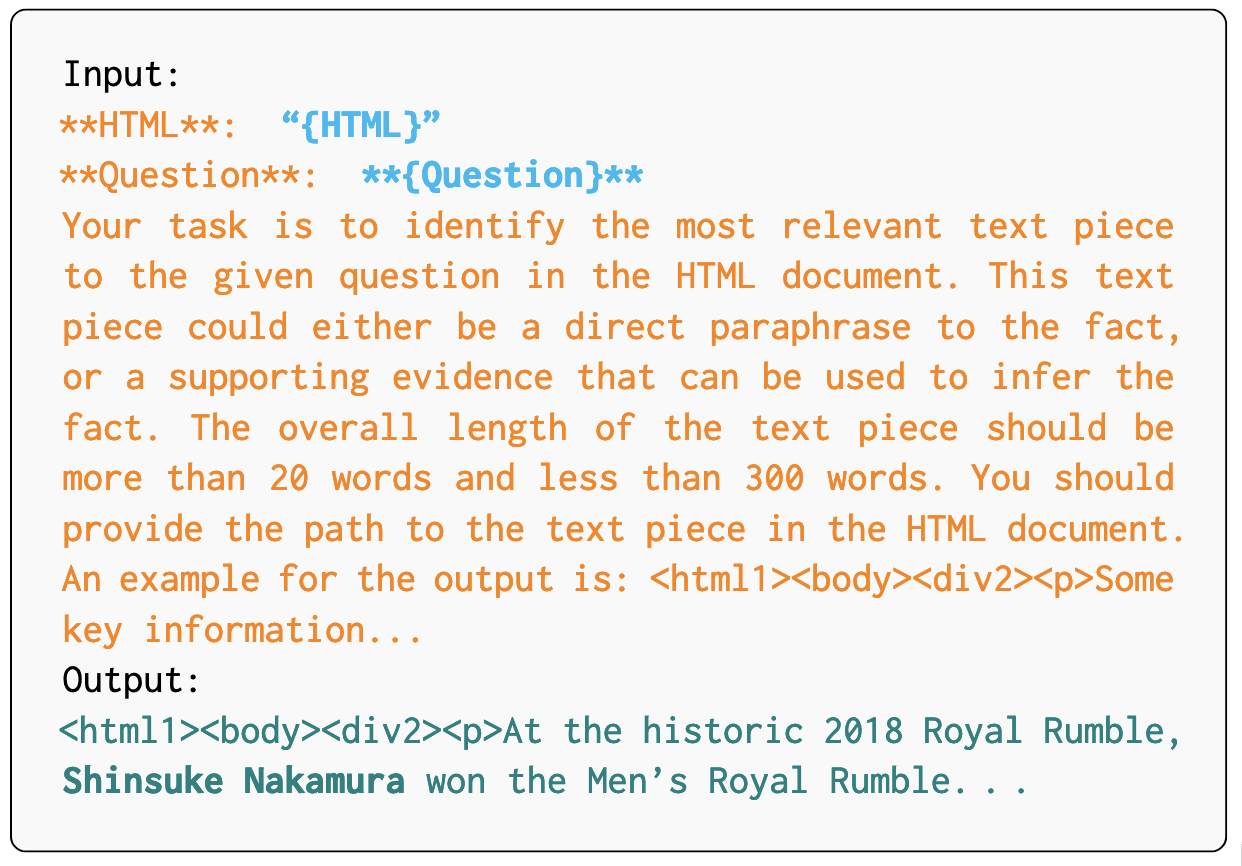 Input:
**HTML**: “{HTML}”
**Question**: **{Question}**
Your task is to identify the most relevant text piece
to the given question in the HTML document. This text
piece could either be a direct paraphrase to the fact,
or a supporting evidence that can be used to infer the
fact. The overall length of the text piece should be
more than 20 words and less than 300 words. You should
provide the path to the text piece in the HTML document.
An example for the output is: <html1><body><div2><p>Some
key information...
Output:
<html1><body><div2><p>At the historic 2018 Royal Rumble,
Shinsuke Nakamura won the Men’s Royal Rumble. . .